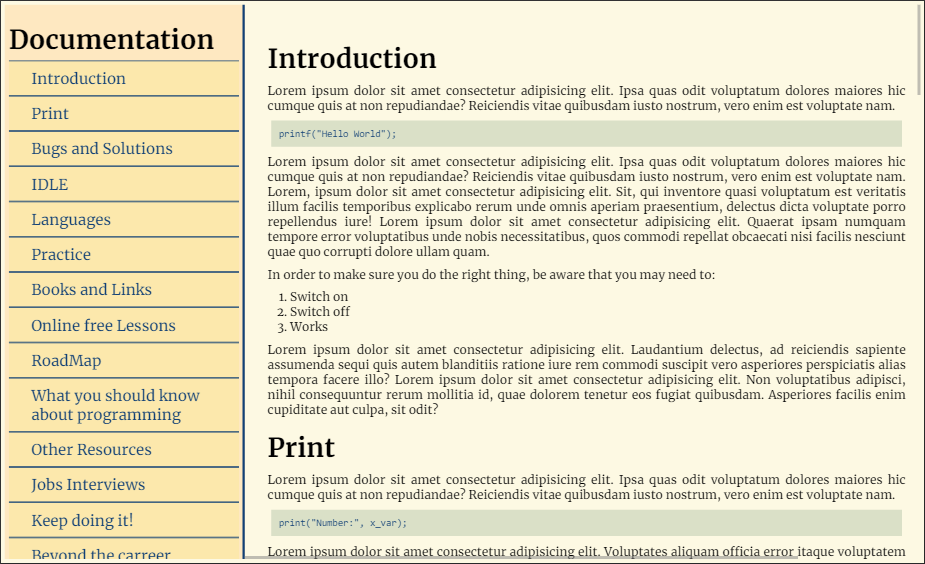 Documentation
Introduction
Print
Bugs and Solutions
IDLE
Languages
Practice
Books and Links
Online free Lessons
RoadMap
What you should know
about programming
Other Resources
Jobs Interviews
Keep doing it!
Beyond the carreer
Introduction
Lorem ipsum dolor sit amet consectetur adipisicing elit. Ipsa quas odit voluptatum dolores maiores hic
cumque quis at non repudiandae? Reiciendis vitae quibusdam iusto nostrum, vero enim est voluptate nam.
printf("Hello World");
Lorem ipsum dolor sit amet consectetur adipisicing elit. Ipsa quas odit voluptatum dolores maiores hic
cumque quis at non repudiandae? Reiciendis vitae quibusdam iusto nostrum, vero enim est voluptate nam.
Lorem, ipsum dolor sit amet consectetur adipisicing elit. Sit, qui inventore quasi voluptatum est veritatis
illum facilis temporibus explicabo rerum unde omnis aperiam praesentium, delectus dicta voluptate porro
repellendus iure! Lorem ipsum dolor sit amet consectetur adipisicing elit. Quaerat ipsam numquam
tempore error voluptatibus unde nobis necessitatibus, quos commodi repellat obcaecati nisi facilis nesciunt
quae quo corrupti dolore ullam quam.
In order to make sure you do the right thing, be aware that you may need to:
1. Switch on
2. Switch off
3. Works
Lorem ipsum dolor sit amet consectetur adipisicing elit. Laudantium delectus, ad reiciendis sapiente
assumenda sequi quis autem blanditiis ratione iure rem commodi suscipit vero asperiores perspiciatis alias
tempora facere illo? Lorem ipsum dolor sit amet consectetur adipisicing elit. Non voluptatibus adipisci,
nihil consequuntur rerum mollitia id, quae dolorem tenetur eos fugiat quibusdam. Asperiores facilis enim
cupiditate aut culpa, sit odit?
Print
Lorem ipsum dolor sit amet consectetur adipisicing elit. Ipsa quas odit voluptatum dolores maiores hic
cumque quis at non repudiandae? Reiciendis vitae quibusdam iusto nostrum, vero enim est voluptate nam.
print("Number:", x_var);
Lorem ipsum dolor sit amet consectetur adipisicing elit. Voluptates aliquam officia error itaque voluptatem